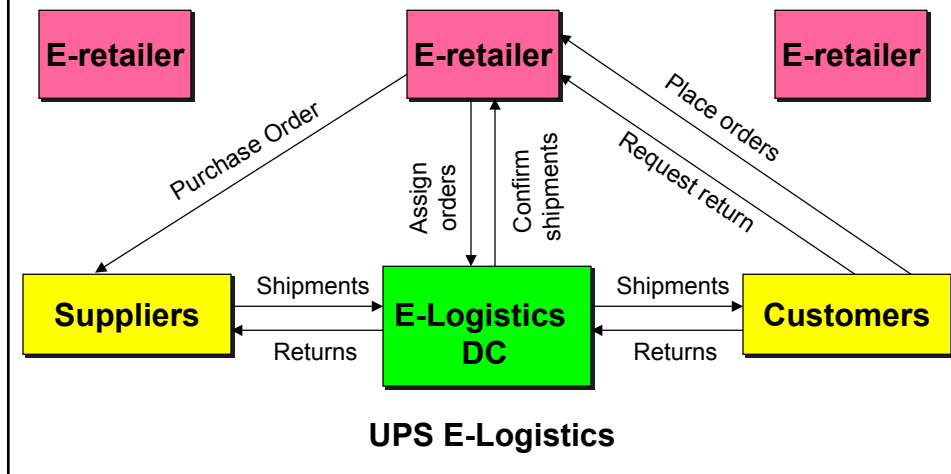 E-retailer
E-retailer
E-retailer
Purchase Order
Assign
orders
Confirm
shipments
Place orders
Request return
Suppliers
Shipments
Returns
E-Logistics
DC
Shipments
Returns
Customers
UPS E-Logistics